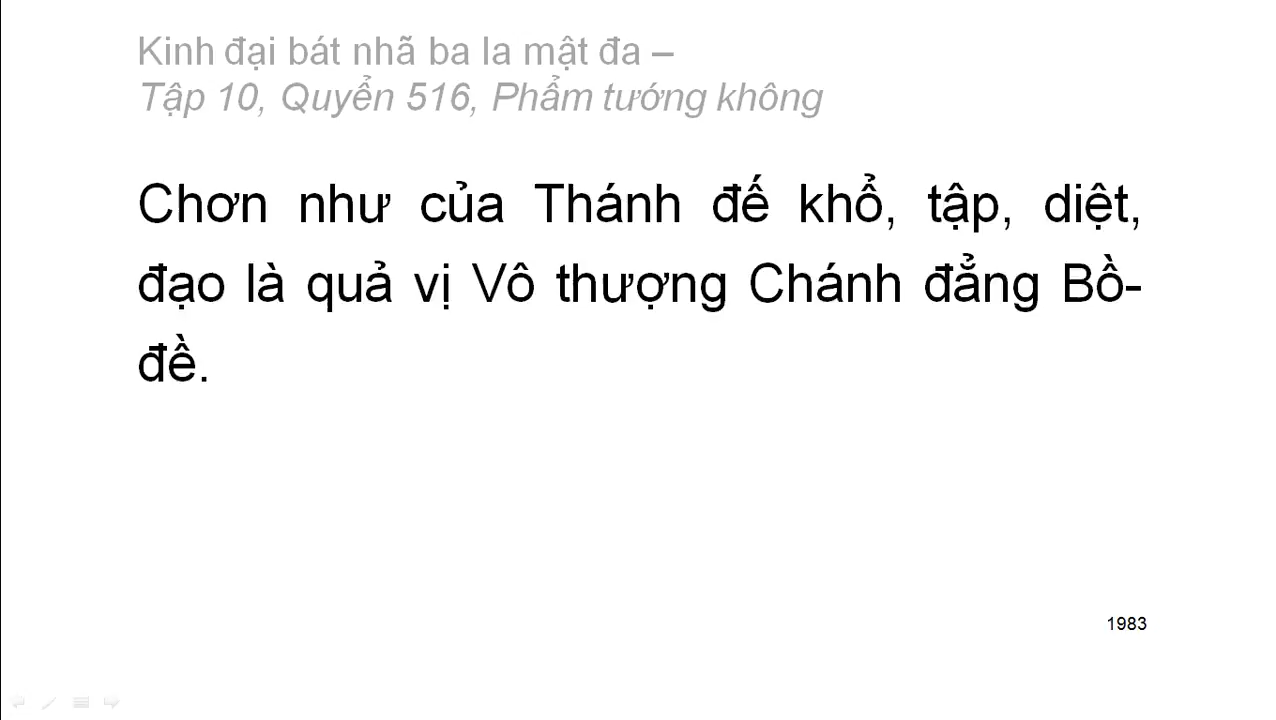 Kinh đại bát nhã ba la mật đa –
Tập 10, Quyển 516, Phẩm tướng không
Chơn như của Thánh đế khổ, tập, diệt,
đạo là quả vị Vô thượng Chánh đẳng Bồ-
đề.
1983